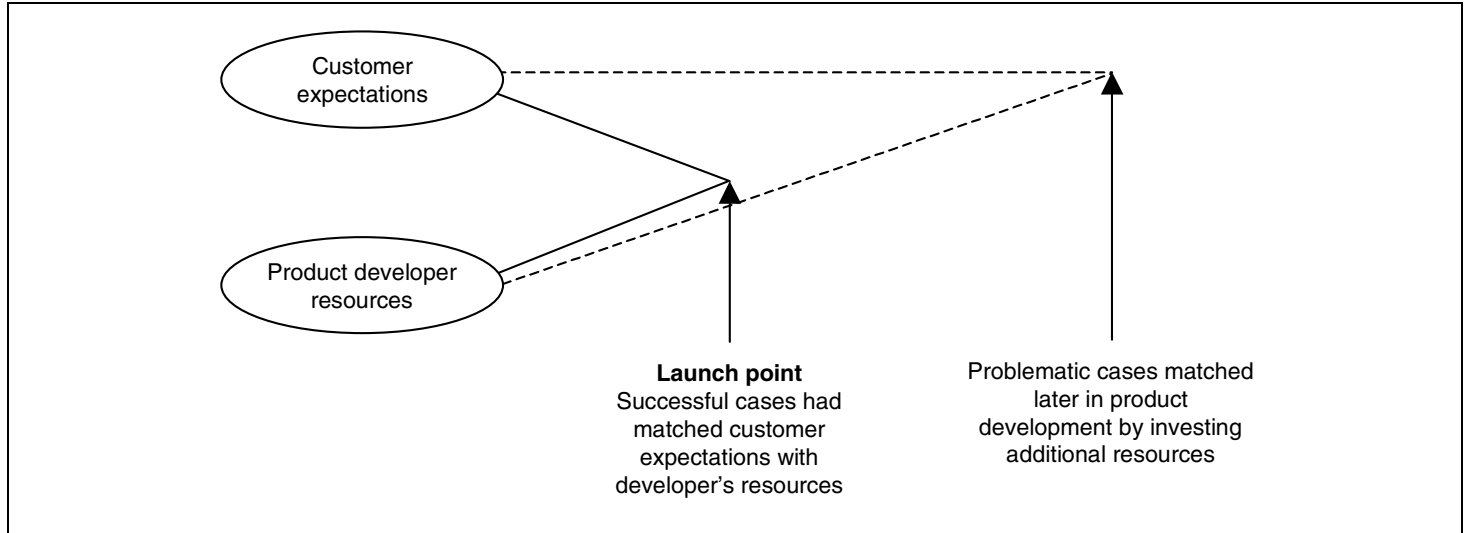 Customer
expectations
Product developer
resources
Launch point
Successful cases had
matched customer
expectations with
developer's resources
Problematic cases matched
later in product
development by investing
additional resources